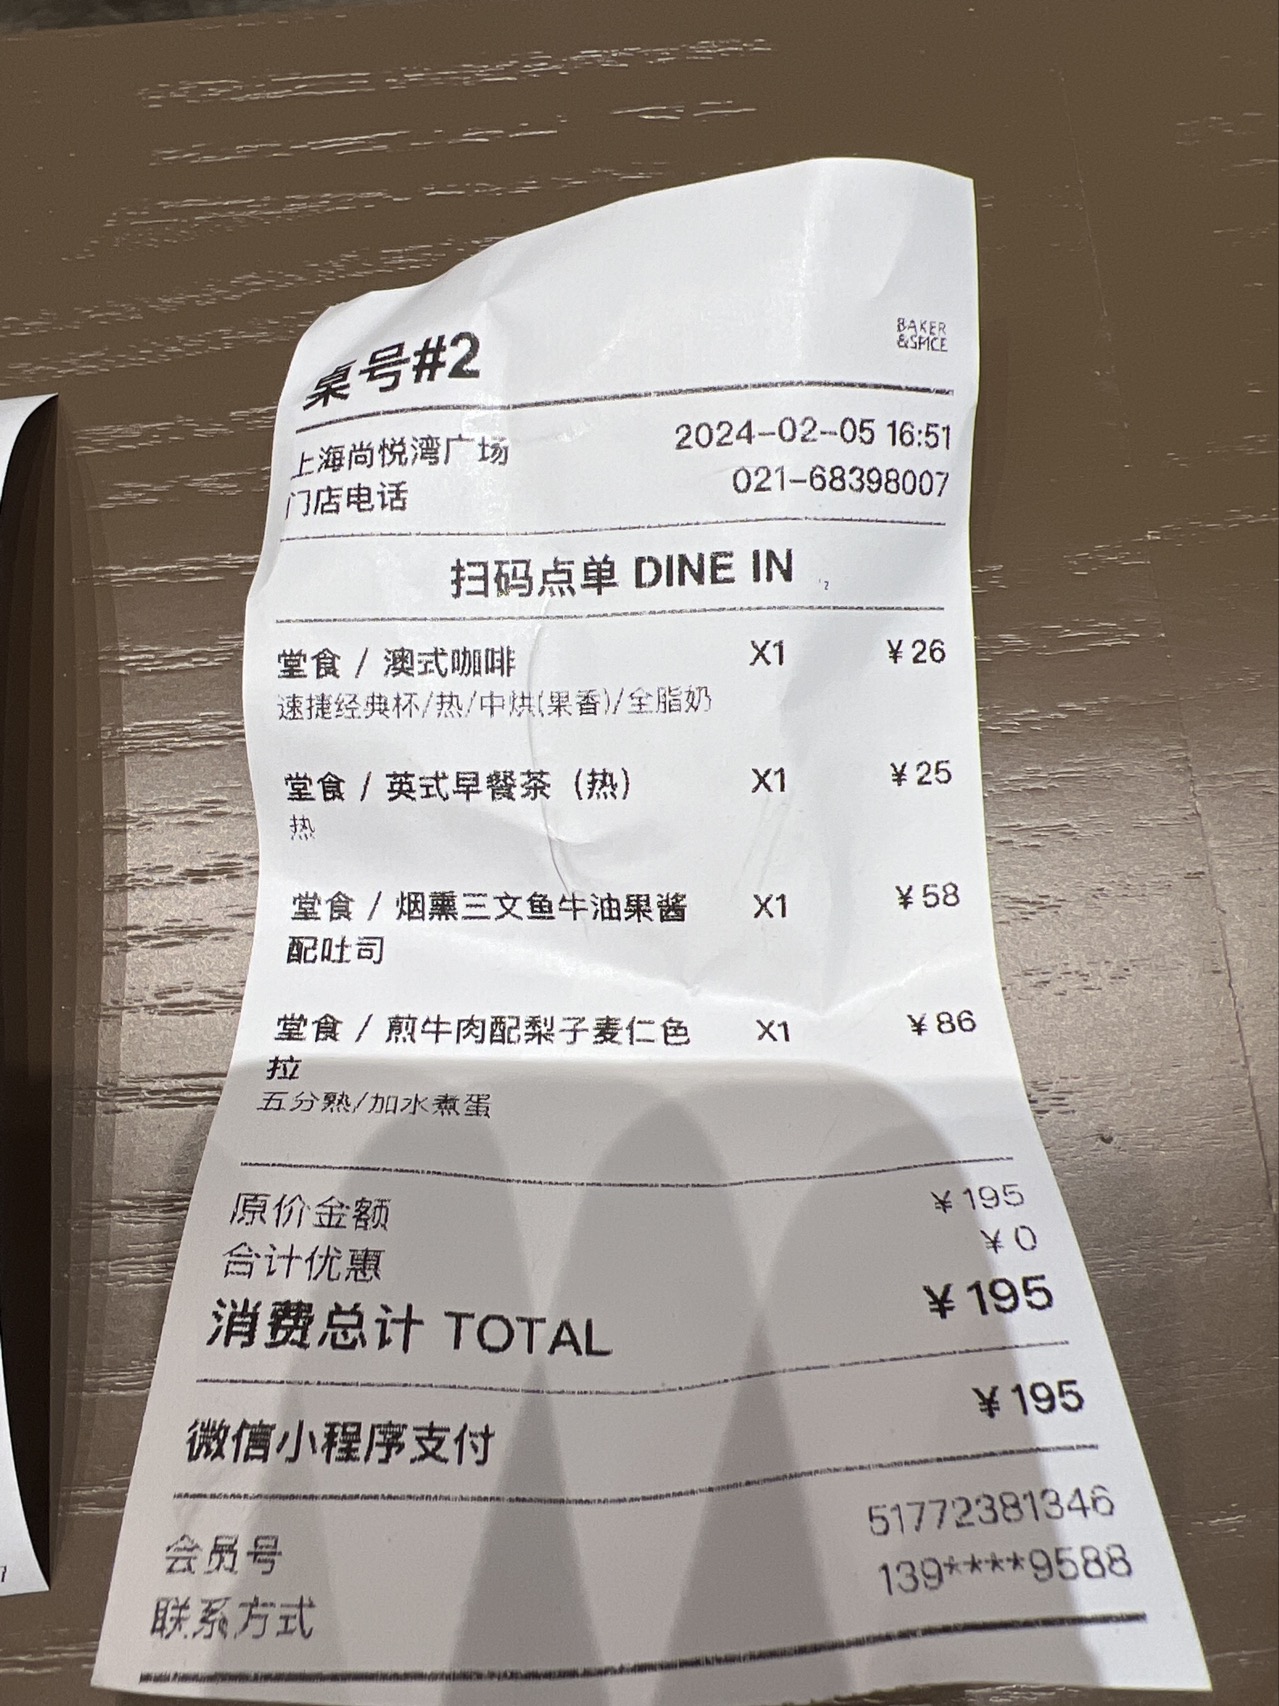 BAKER
&SPICE
桌号#2
上海尚悦湾广场 2024-02-05 16:51
门店电话 021-68398007
扫码点单 DINE IN
堂食 / 澳式咖啡 X1 ¥26
速捷经典杯/热/中烘(果香)/全脂奶
堂食 / 英式早餐茶（热） X1 ¥25
热
堂食 / 烟熏三文鱼牛油果酱 X1 ¥58
配吐司
堂食 / 煎牛肉配梨子麦仁色 X1 ¥86
拉
五分熟/加水煮蛋
原价金额 ¥195
合计优惠 ¥0
消费总计 TOTAL ¥195
微信小程序支付 ¥195
会员号 51772381346
联系方式 139****9588